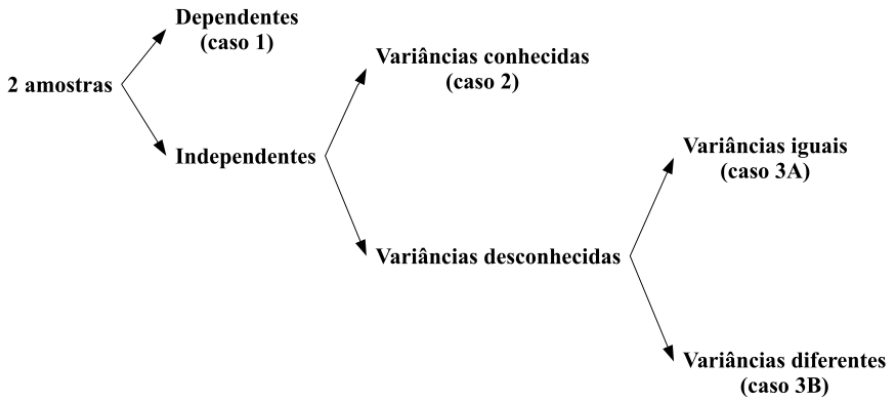 2 amostras
Dependentes
(caso 1)
Independentes
Variâncias conhecidas
(caso 2)
Variâncias desconhecidas
Variâncias iguais
(caso 3A)
Variâncias diferentes
(caso 3B)